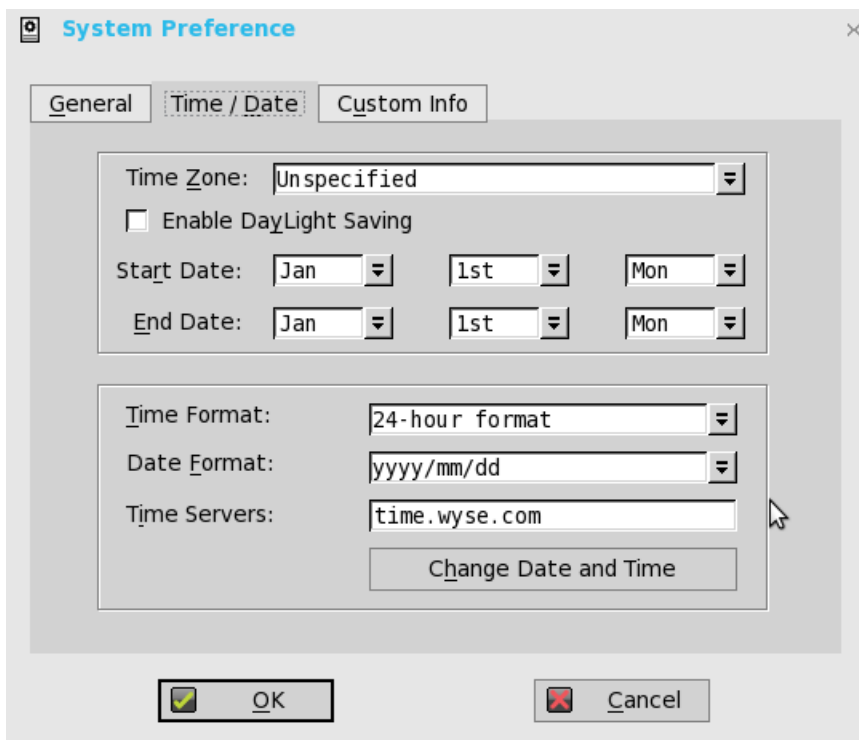 System Preference
General Time / Date Custom Info
Time Zone: Unspecified
Enable DayLight Saving
Start Date: Jan 1st Mon
End Date: Jan 1st Mon
Time Format: 24-hour format
Date Format: yyyy/mm/dd
Time Servers: time.wyse.com
Change Date and Time
OK Cancel